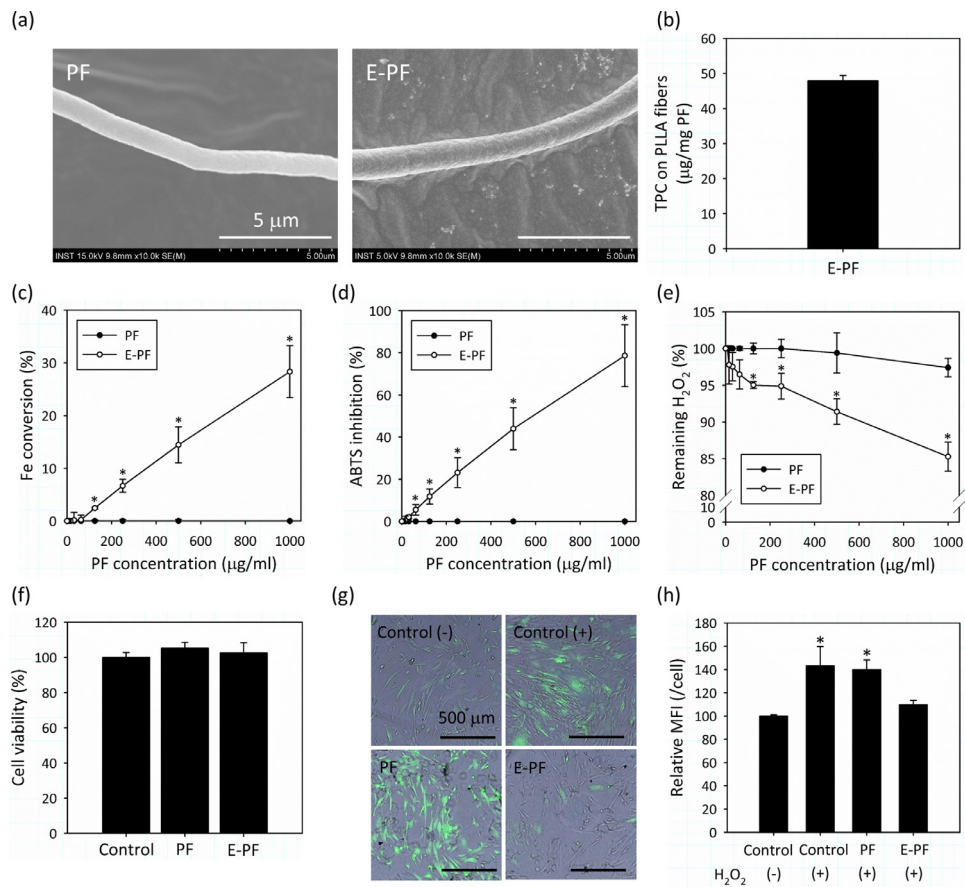 (a)
PF
5 μm
INST 15.0kV 9.8mm x10.0k SE(M)
5.00um
E-PF
INST 5.0kV 9.8mm x10.0k SE(M)
5.00um
(b)
TPC on PLLA fibers
(μg/mg PF)
60
50
40
30
20
10
0
E-PF
(c)
Fe conversion (%)
40
30
20
10
0
PF
E-PF
*
*
*
*
0 200 400 600 800 1000
PF concentration (μg/ml)
(d)
ABTS inhibition (%)
100
80
60
40
20
0
PF
E-PF
*
*
*
*
*
0 200 400 600 800 1000
PF concentration (μg/ml)
(e)
Remaining H2O2 (%)
105
100
95
90
85
80
10
0
*
*
*
*
PF
E-PF
0 200 400 600 800 1000
PF concentration (μg/ml)
(f)
Cell viability (%)
120
100
80
60
40
20
0
Control PF E-PF
(g)
Control (-)
500 μm
Control (+)
PF
E-PF
(h)
Relative MFI (/cell)
180
160
140
120
100
80
60
40
20
0
*
*
Control Control PF E-PF
H2O2 (-) (+) (+) (+)